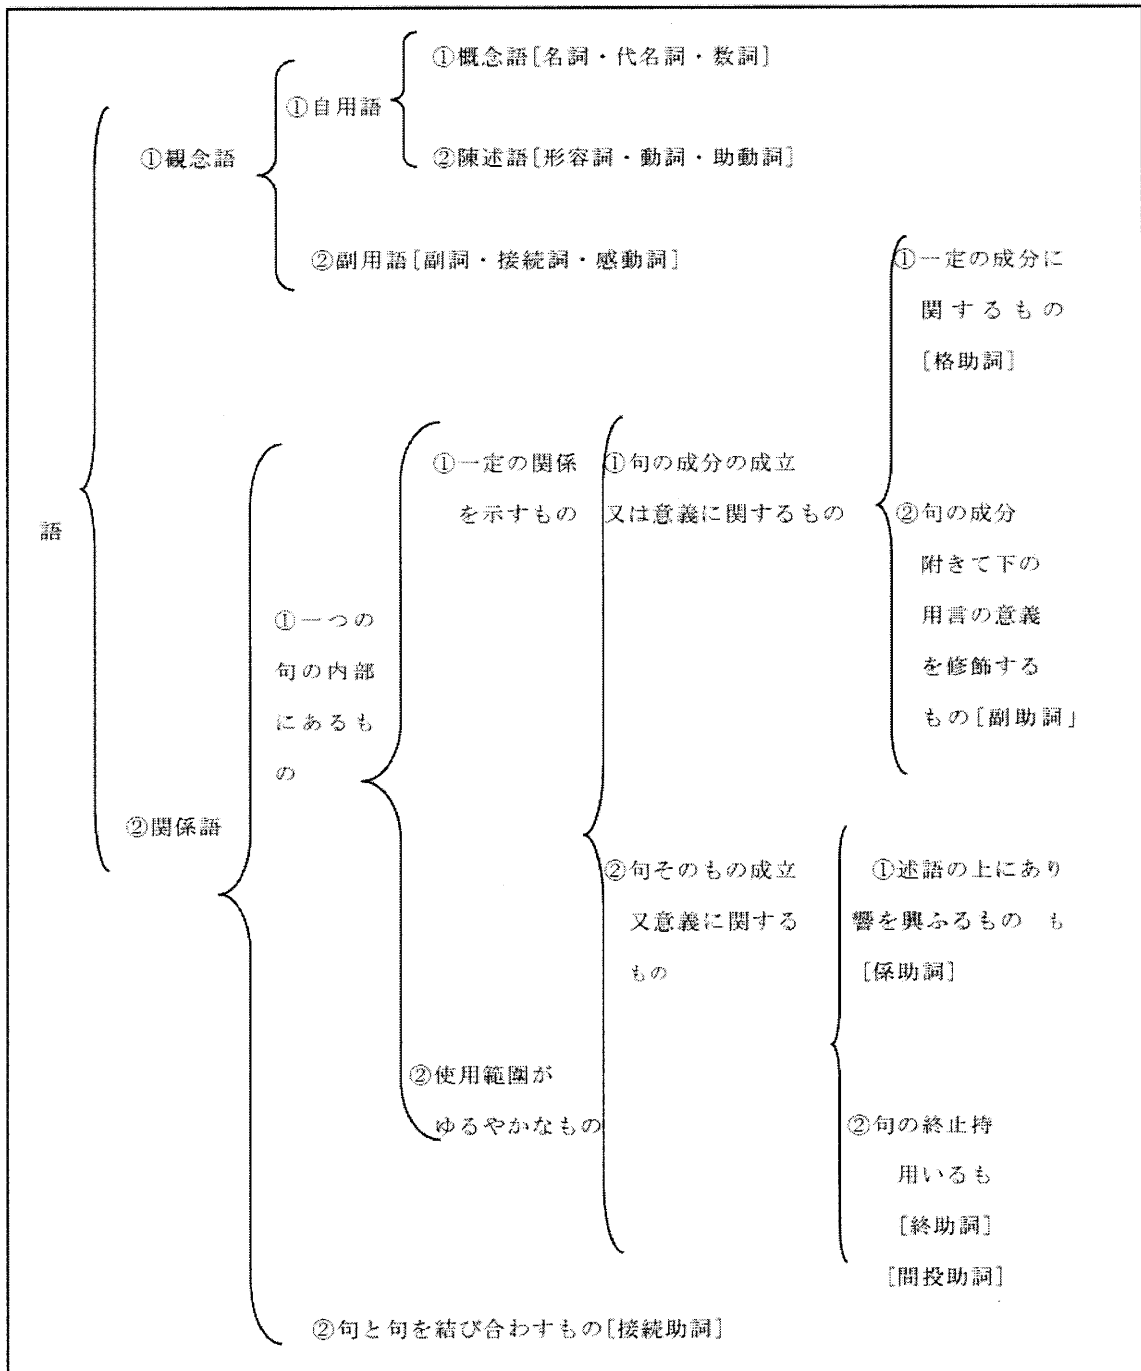 ①概念語[名詞・代名詞・数詞]
①自用語
①観念語
②陳述語[形容詞・動詞・助動詞]
②副用語[副詞・接続詞・感動詞]
①一定の成分に
関するもの
[格助詞]
①一定の関係
を示すもの
①句の成分の成立
又は意義に関するもの
②句の成分
附きて下の
用言の意義
を修飾する
もの[副助詞」
語
①一つの
句の内部
にあるも
の
②関係語
②句そのもの成立
又意義に関する
もの
①述語の上にあり
響を興ふるもの も
[係助詞]
②使用範圍が
ゆるやかなもの
②句の終止持
用いるも
[終助詞]
[間投助詞]
②句と句を結び合わすもの[接続助詞]